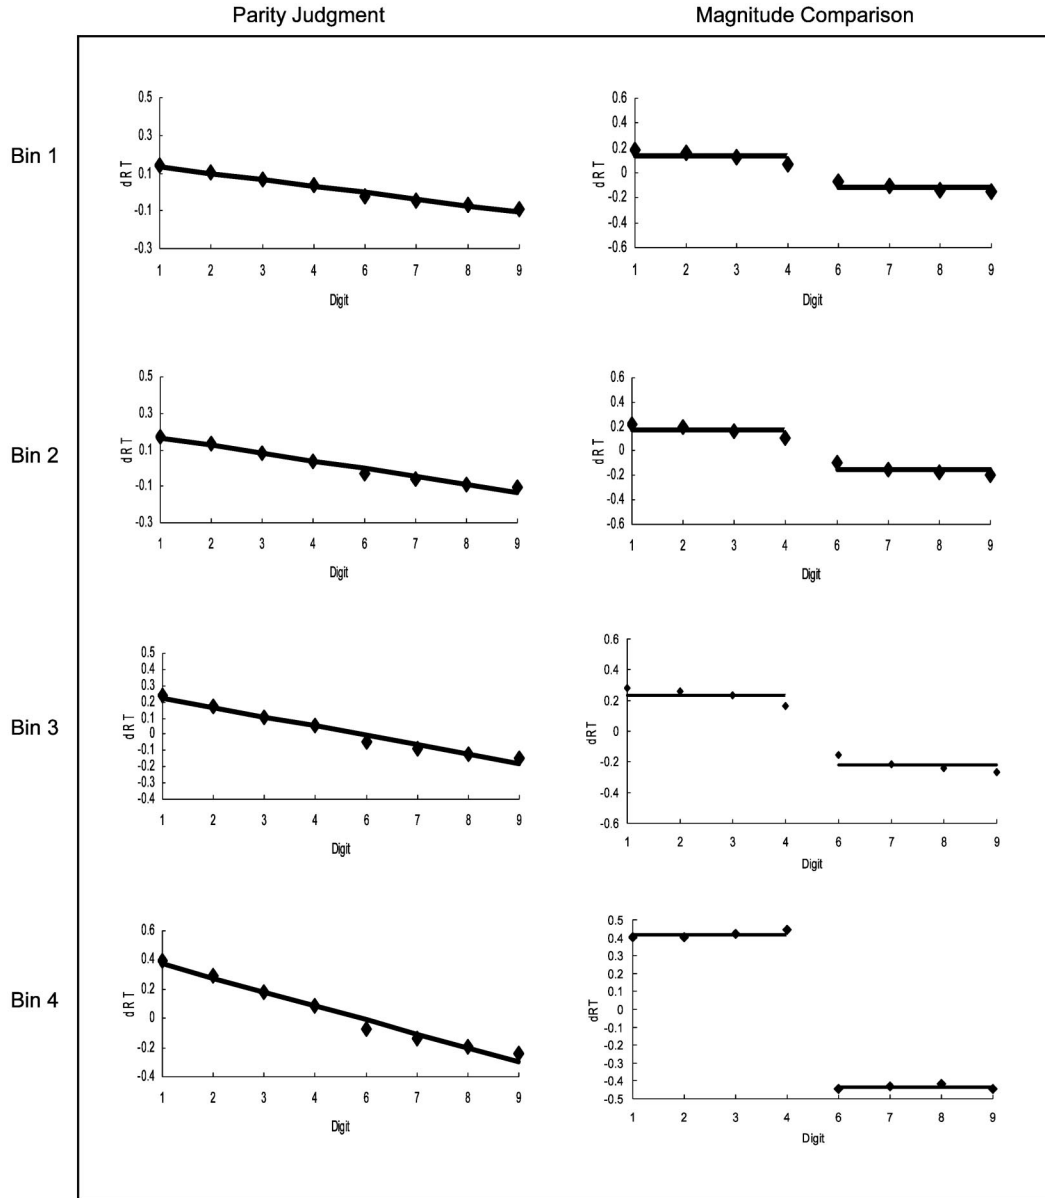 Parity Judgment
Magnitude Comparison
Bin 1
0.5
0.3
0.1
-0.1
-0.3
dRT
1 2 3 4 6 7 8 9
Digit
0.6
0.4
0.2
0
-0.2
-0.4
-0.6
dRT
1 2 3 4 6 7 8 9
Digit
Bin 2
0.5
0.3
0.1
-0.1
-0.3
dRT
1 2 3 4 6 7 8 9
Digit
0.6
0.4
0.2
0
-0.2
-0.4
-0.6
dRT
1 2 3 4 6 7 8 9
Digit
Bin 3
0.5
0.4
0.3
0.2
0.1
0
-0.1
-0.2
-0.3
-0.4
dRT
1 2 3 4 6 7 8 9
Digit
0.6
0.4
0.2
0
-0.2
-0.4
-0.6
dRT
1 2 3 4 6 7 8 9
Digit
Bin 4
0.6
0.4
0.2
0
-0.2
-0.4
dRT
1 2 3 4 6 7 8 9
Digit
0.5
0.4
0.3
0.2
0.1
0
-0.1
-0.2
-0.3
-0.4
-0.5
dRT
1 2 3 4 6 7 8 9
Digit